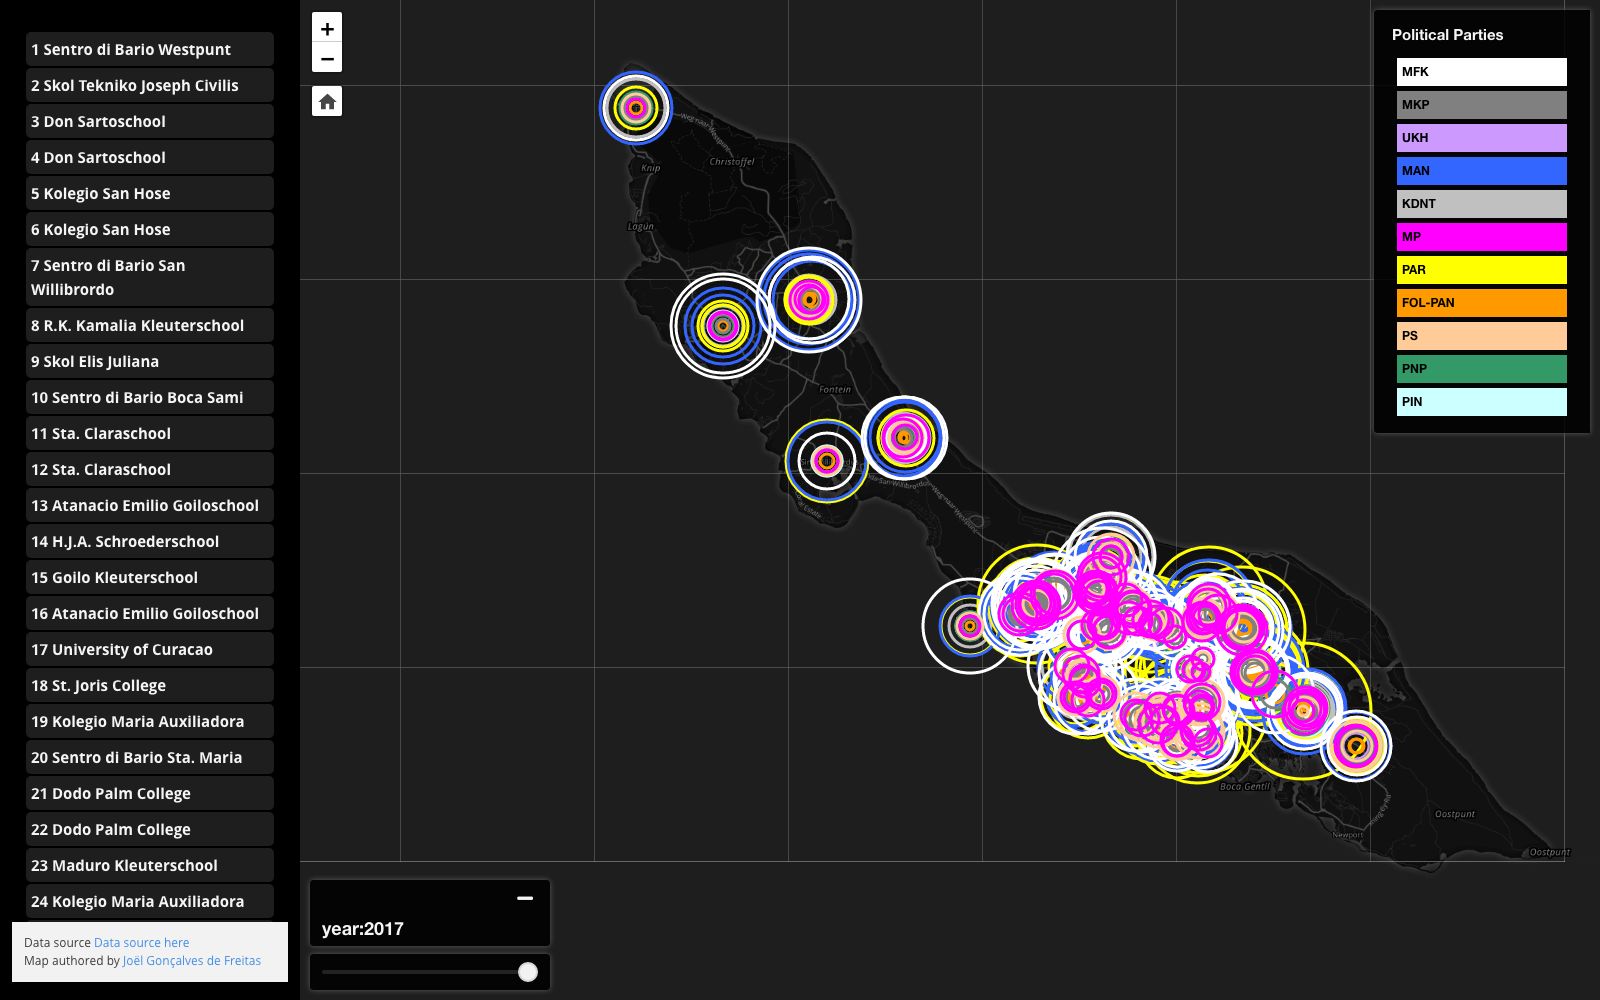 1 Sentro di Bario Westpunt
2 Skol Tekniko Joseph Civilis
3 Don Sartoschool
4 Don Sartoschool
5 Kolegio San Hose
6 Kolegio San Hose
7 Sentro di Bario San
Willibrordo
8 R.K. Kamalia Kleuterschool
9 Skol Elis Juliana
10 Sentro di Bario Boca Sami
11 Sta. Claraschool
12 Sta. Claraschool
13 Atanacio Emilio Goiloschool
14 H.J.A. Schroederschool
15 Goilo Kleuterschool
16 Atanacio Emilio Goiloschool
17 University of Curacao
18 St. Joris College
19 Kolegio Maria Auxiliadora
20 Sentro di Bario Sta. Maria
21 Dodo Palm College
22 Dodo Palm College
23 Maduro Kleuterschool
24 Kolegio Maria Auxiliadora
Data source Data source here
Map authored by Joël Gonçalves de Freitas
+
−
Weg naar Westpunt
Christoffel
Knip
Lagun
Fontein
Weg naar Westpunt
Boca Gentil
Newport
Oostpunt
Oostpunt
year:2017
Political Parties
MFK
MKP
UKH
MAN
KDNT
MP
PAR
FOL-PAN
PS
PNP
PIN